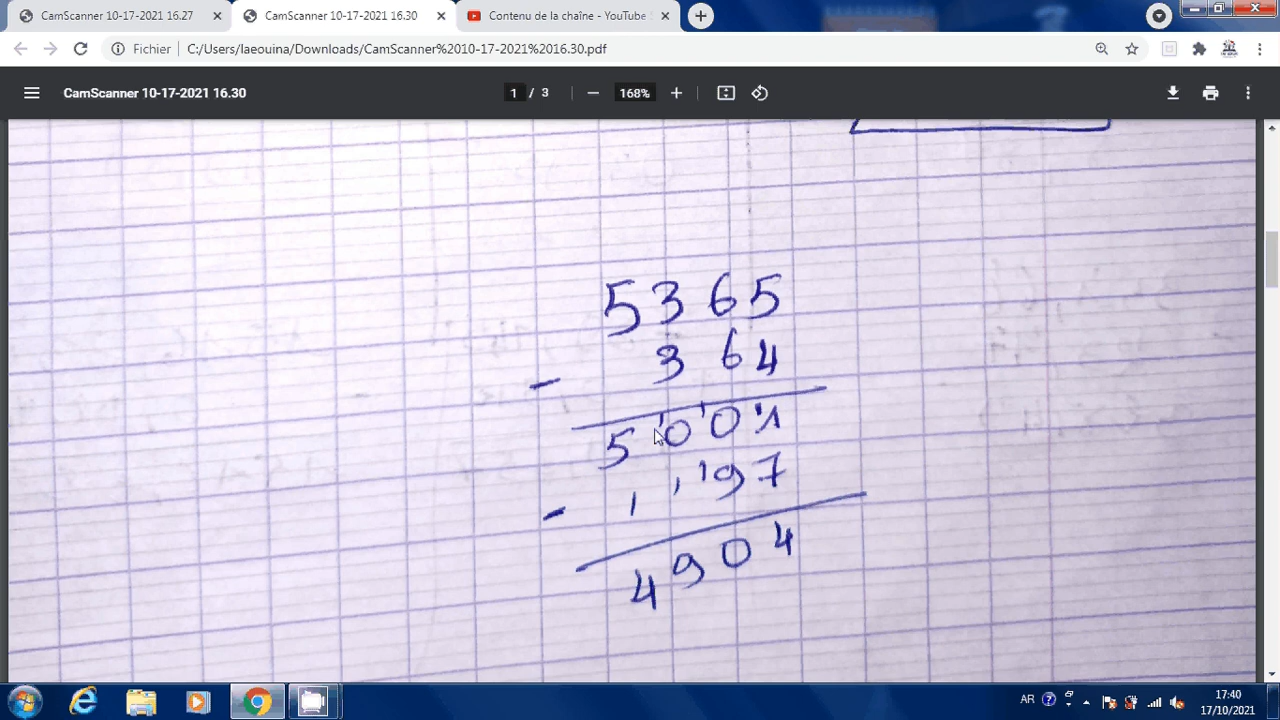 CamScanner 10-17-2021 16.27
CamScanner 10-17-2021 16.30
Contenu de la chaîne - YouTube S
Fichier
C:/Users/laeouina/Downloads/CamScanner%2010-17-2021%2016.30.pdf
CamScanner 10-17-2021 16.30
1 / 3
168%
5365
- 364
5001
- 97
4904
AR
17:40
17/10/2021